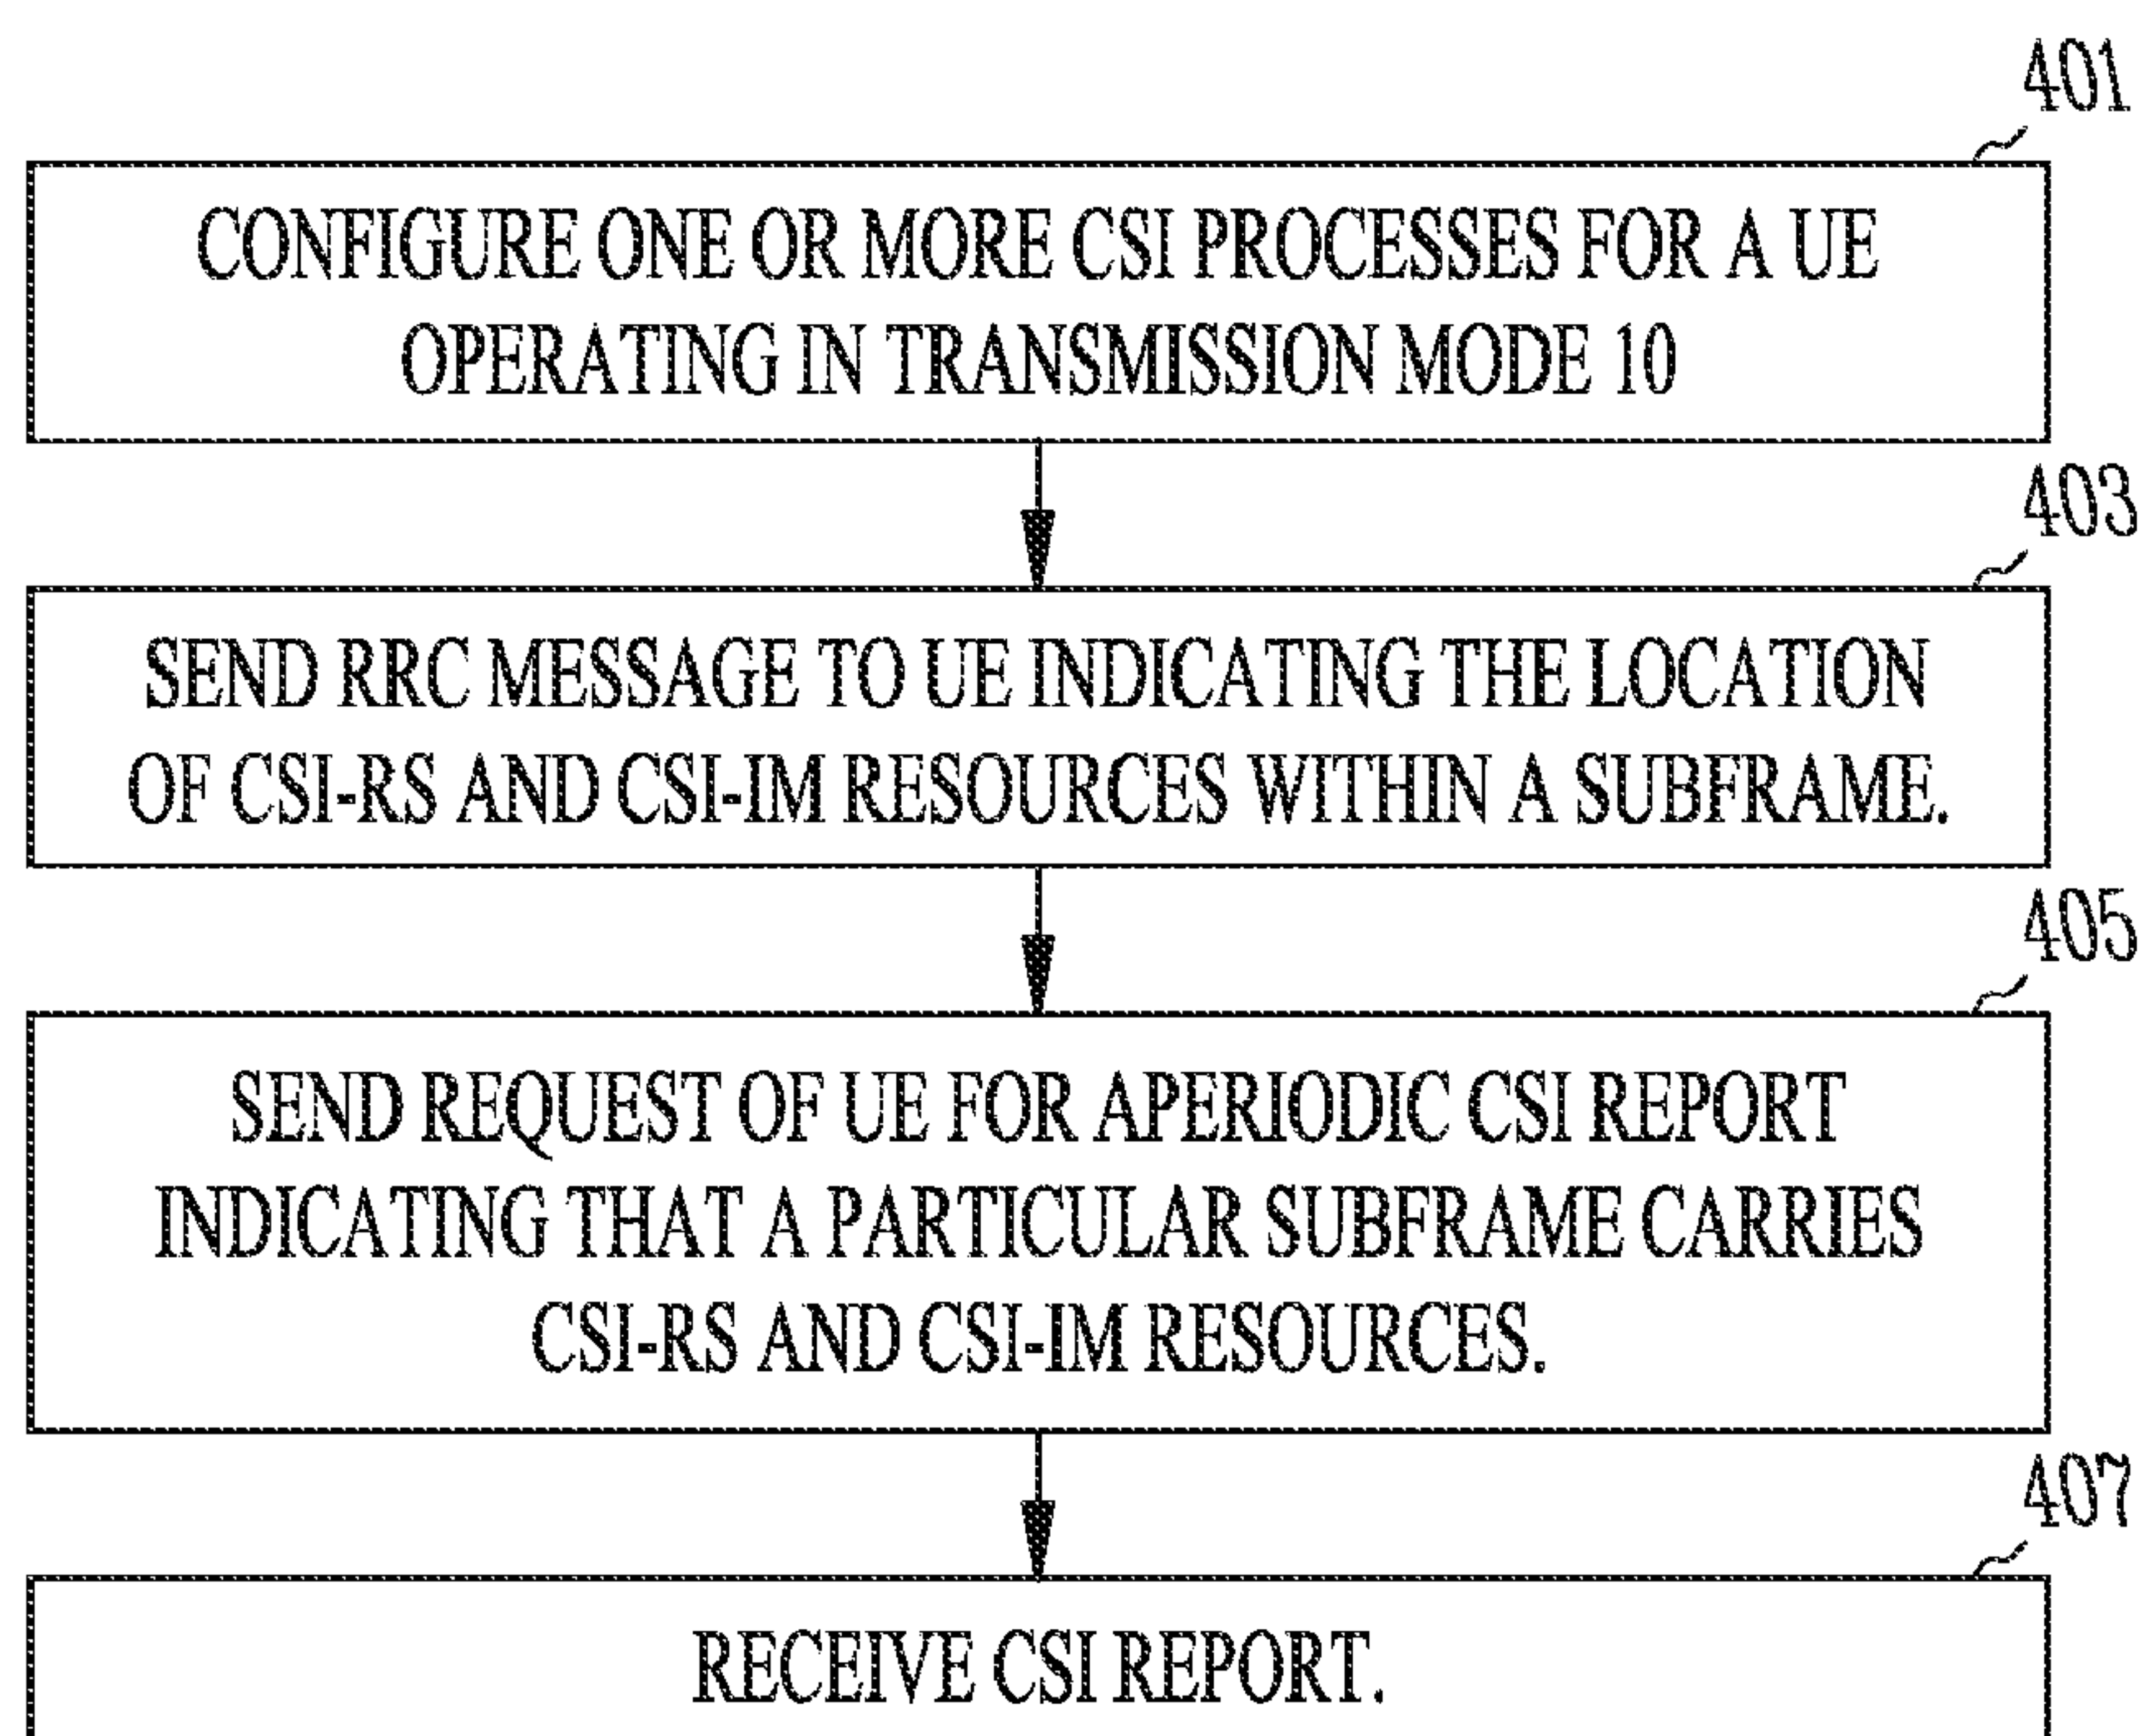 401
CONFIGURE ONE OR MORE CSI PROCESSES FOR A UE
OPERATING IN TRANSMISSION MODE 10
403
SEND RRC MESSAGE TO UE INDICATING THE LOCATION
OF CSI-RS AND CSI-IM RESOURCES WITHIN A SUBFRAME.
405
SEND REQUEST OF UE FOR APERIODIC CSI REPORT
INDICATING THAT A PARTICULAR SUBFRAME CARRIES
CSI-RS AND CSI-IM RESOURCES.
407
RECEIVE CSI REPORT.